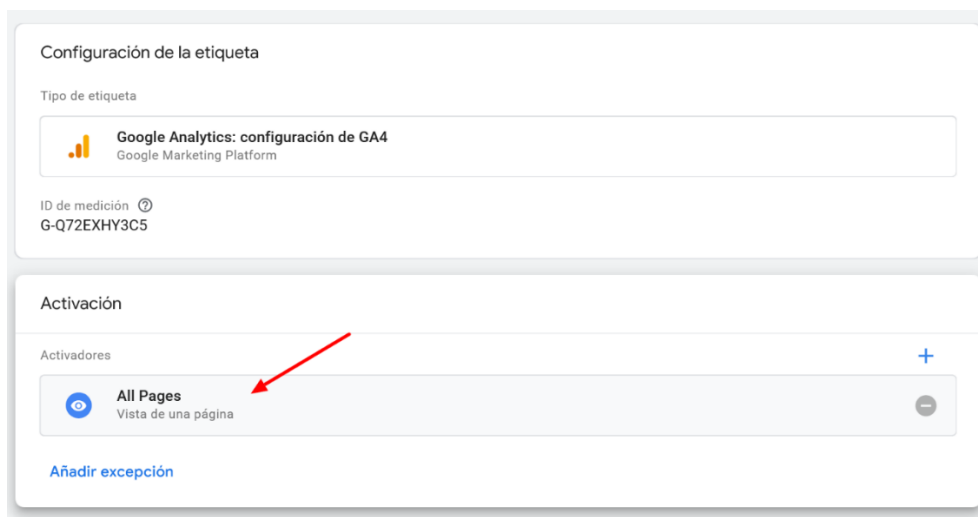 Configuración de la etiqueta
Tipo de etiqueta
Google Analytics: configuración de GA4
Google Marketing Platform
ID de medición
G-Q72EXHY3C5
Activación
Activadores
All Pages
Vista de una página
Añadir excepción